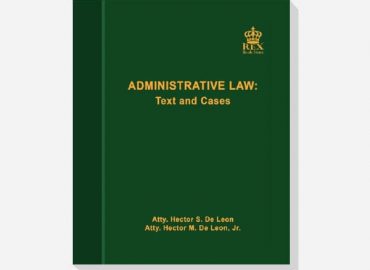 REX
Book Store
ADMINISTRATIVE LAW:
Text and Cases
Atty. Hector S. De Leon
Atty. Hector M. De Leon, Jr.